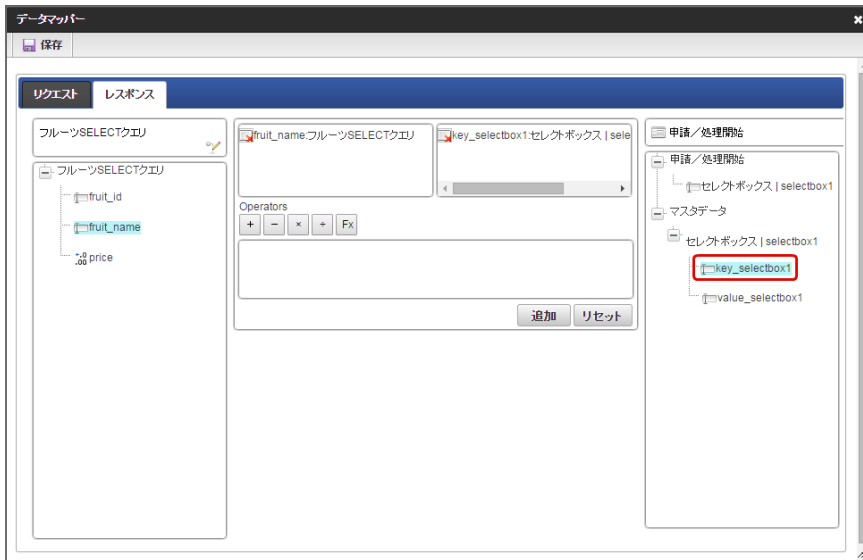 データマッパー
保存
リクエスト レスポンス
フルーツSELECTクエリ
フルーツSELECTクエリ
fruit_id
fruit_name
price
fruit_name:フルーツSELECTクエリ
key_selectbox1:セレクトボックス | sele
Operators
+ − × ÷ Fx
追加 リセット
申請／処理開始
申請／処理開始
セレクトボックス | selectbox1
マスタデータ
セレクトボックス | selectbox1
key_selectbox1
value_selectbox1